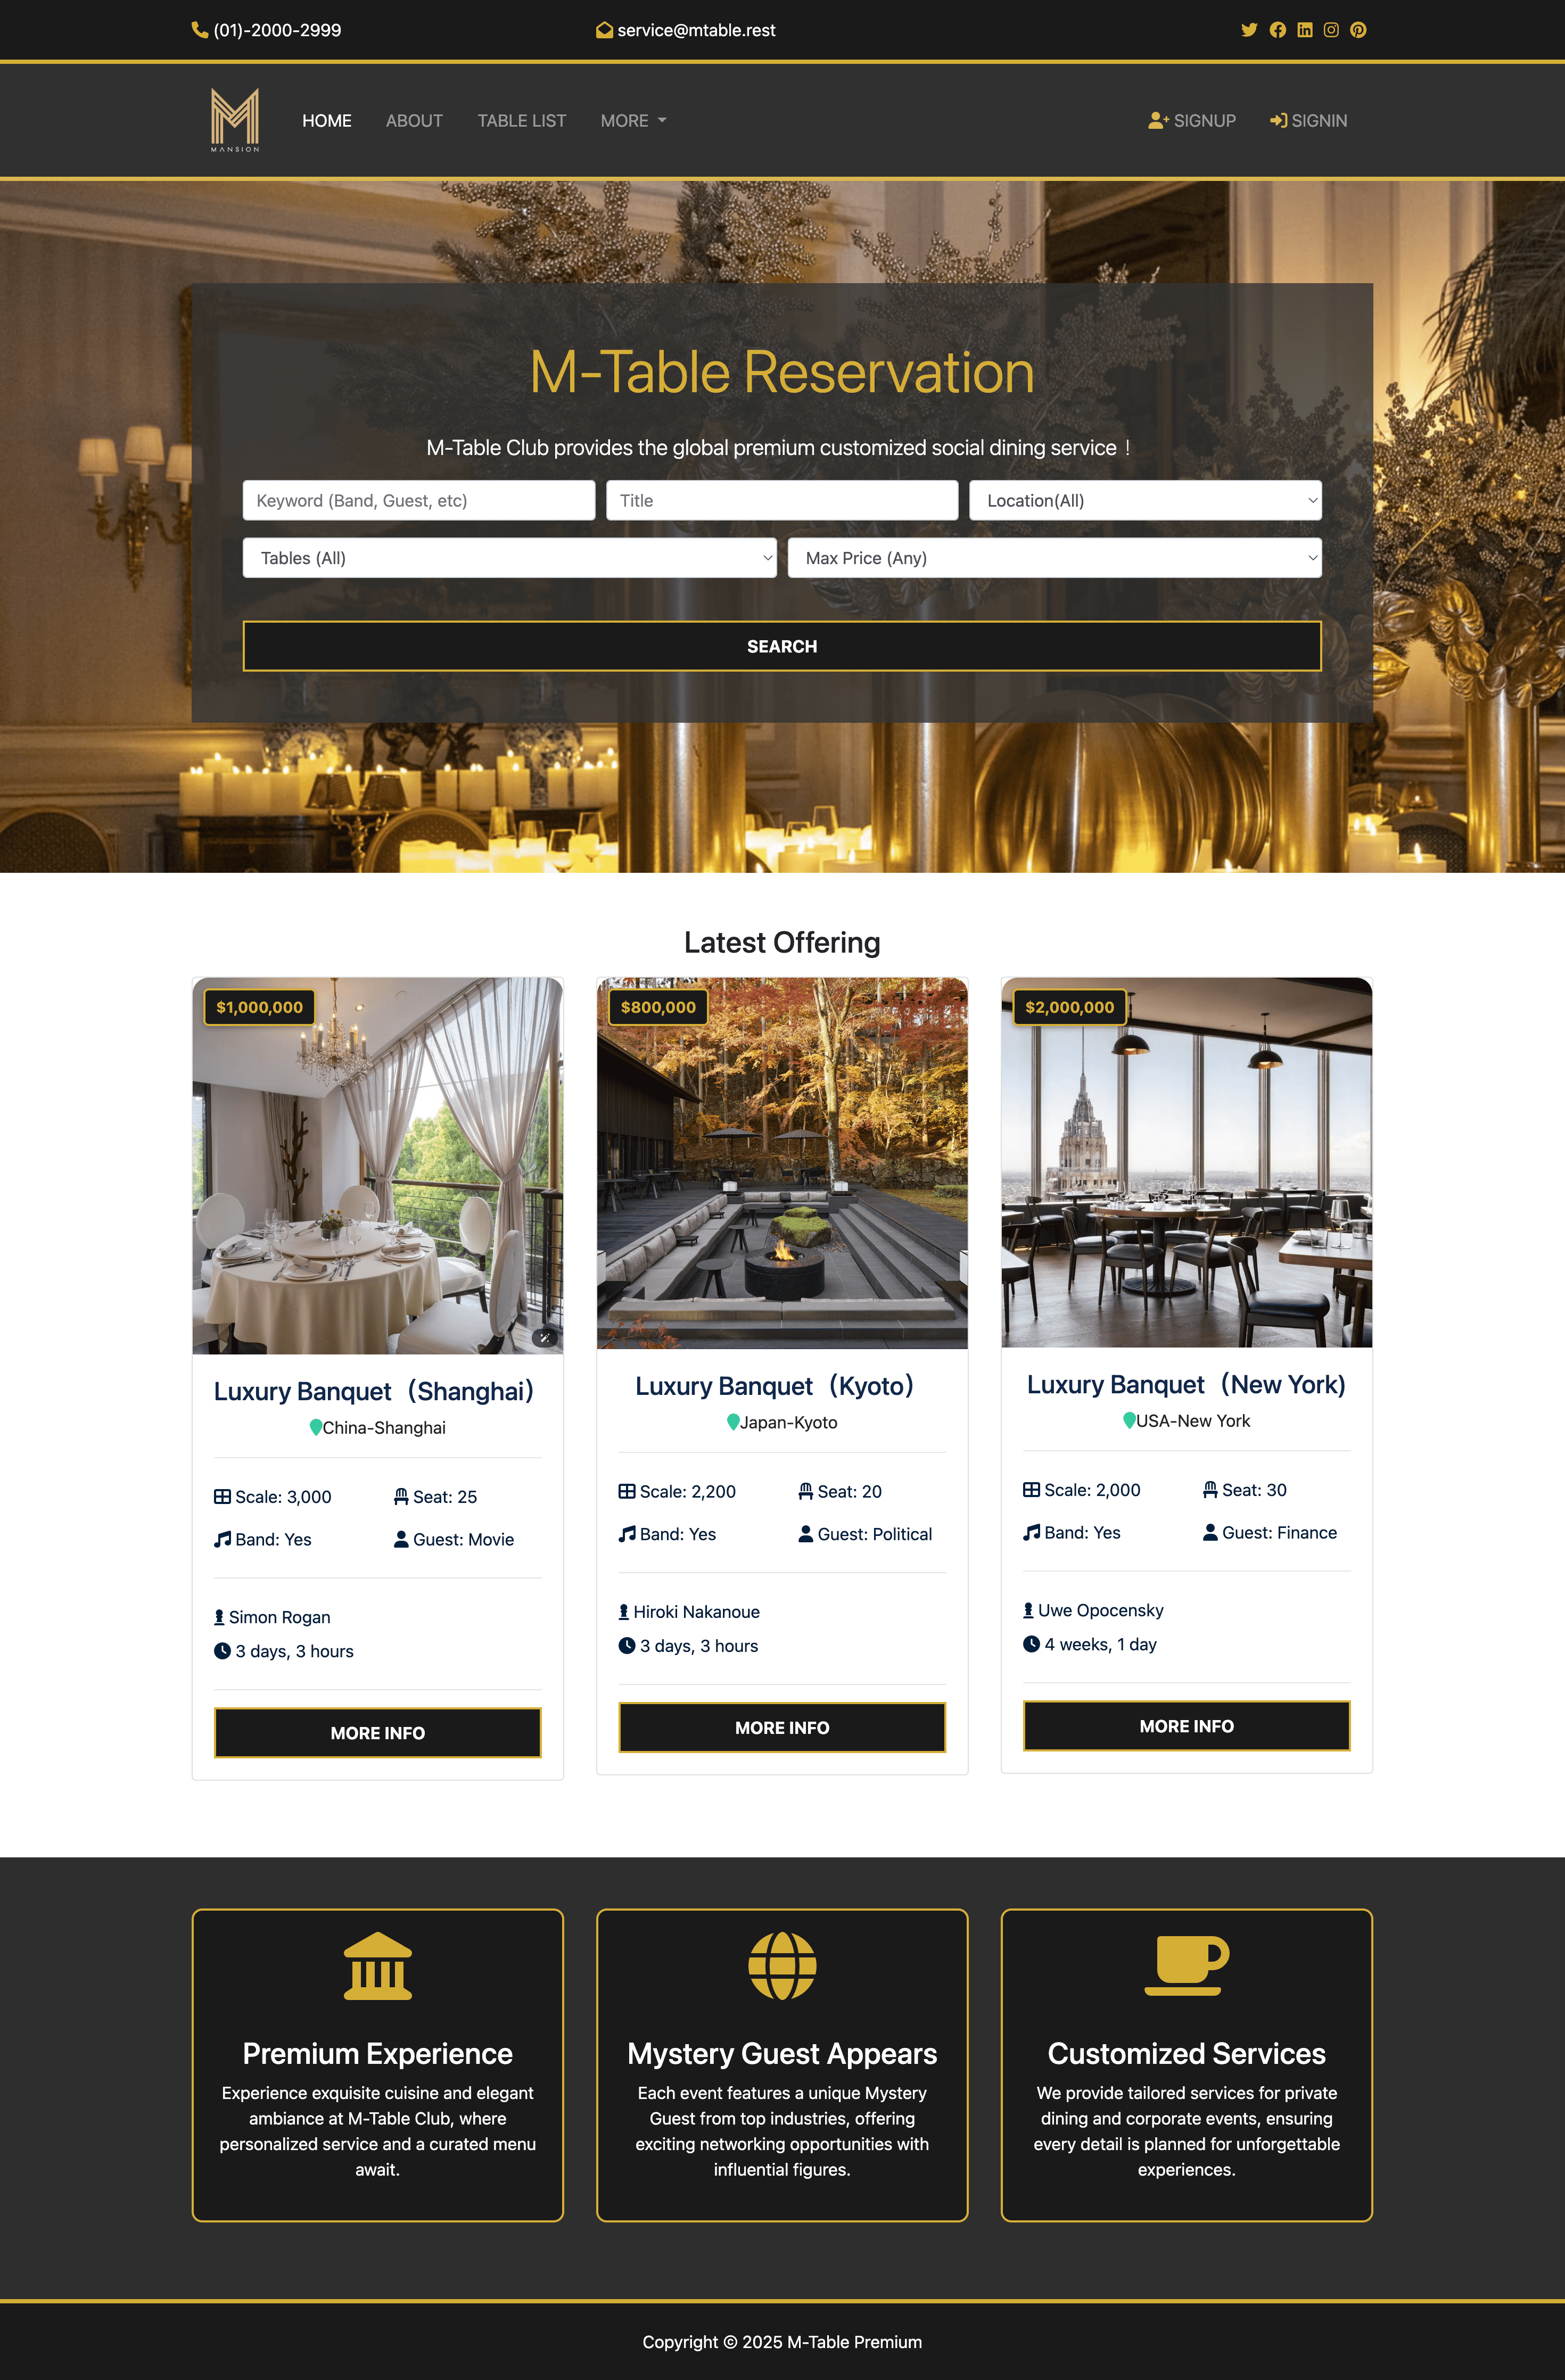 (01)-2000-2999
service@mtable.rest
MANSION
HOME
ABOUT
TABLE LIST
MORE
SIGNUP
SIGNIN
M-Table Reservation
M-Table Club provides the global premium customized social dining service！
Keyword (Band, Guest, etc)
Title
Location(All)
Tables (All)
Max Price (Any)
SEARCH
Latest Offering
$1,000,000
Luxury Banquet（Shanghai）
China-Shanghai
Scale: 3,000
Seat: 25
Band: Yes
Guest: Movie
Simon Rogan
3 days, 3 hours
MORE INFO
$800,000
Luxury Banquet（Kyoto）
Japan-Kyoto
Scale: 2,200
Seat: 20
Band: Yes
Guest: Political
Hiroki Nakanoue
3 days, 3 hours
MORE INFO
$2,000,000
Luxury Banquet（New York)
USA-New York
Scale: 2,000
Seat: 30
Band: Yes
Guest: Finance
Uwe Opocensky
4 weeks, 1 day
MORE INFO
Premium Experience
Experience exquisite cuisine and elegant
ambiance at M-Table Club, where
personalized service and a curated menu
await.
Mystery Guest Appears
Each event features a unique Mystery
Guest from top industries, offering
exciting networking opportunities with
influential figures.
Customized Services
We provide tailored services for private
dining and corporate events, ensuring
every detail is planned for unforgettable
experiences.
Copyright © 2025 M-Table Premium